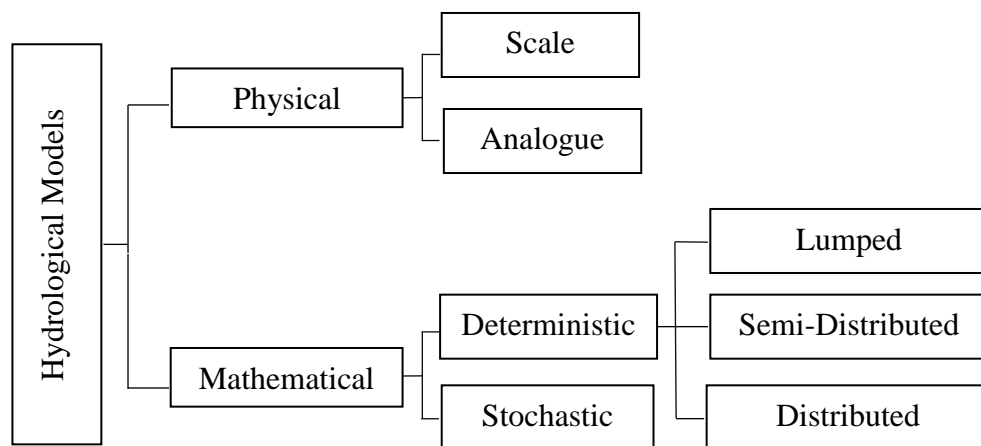 Hydrological Models
Physical
Scale
Analogue
Mathematical
Deterministic
Stochastic
Lumped
Semi-Distributed
Distributed